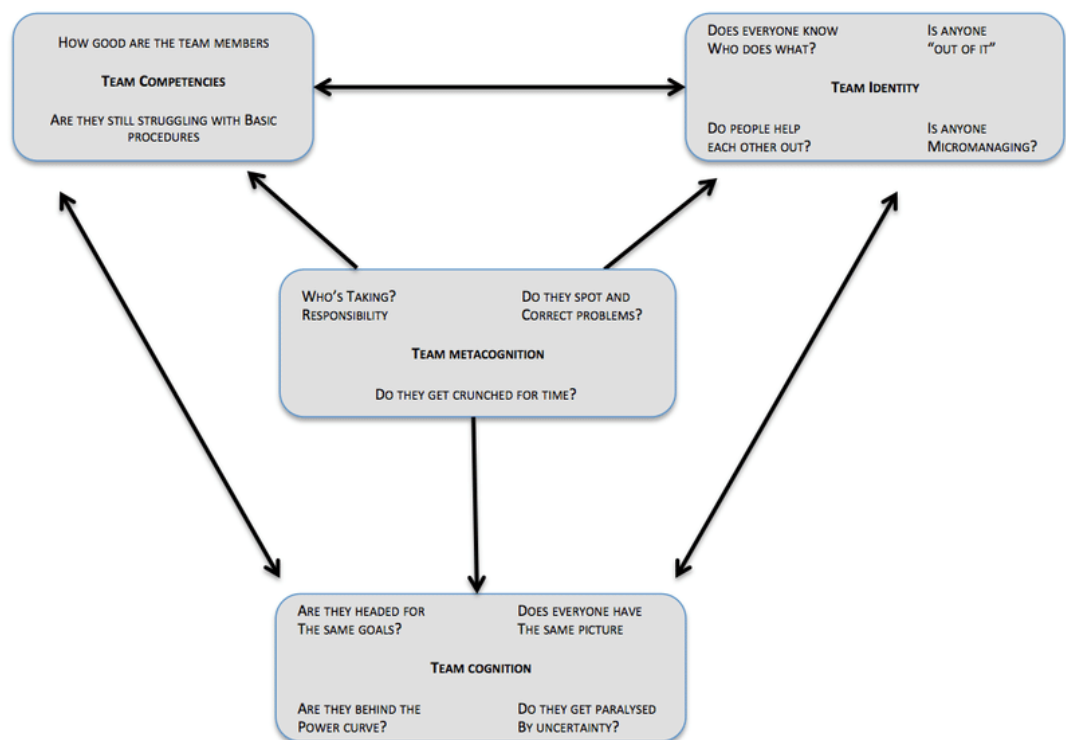 How good are the team members
Team Competencies
Are they still struggling with Basic
procedures
Does everyone know
Who does what?
Is anyone
"out of it"
Team Identity
Do people help
each other out?
Is anyone
Micromanaging?
Who's Taking?
Responsibility
Do they spot and
Correct problems?
Team metacognition
Do they get crunched for time?
Are they headed for
The same goals?
Does everyone have
The same picture
Team cognition
Are they behind the
Power curve?
Do they get paralysed
By uncertainty?